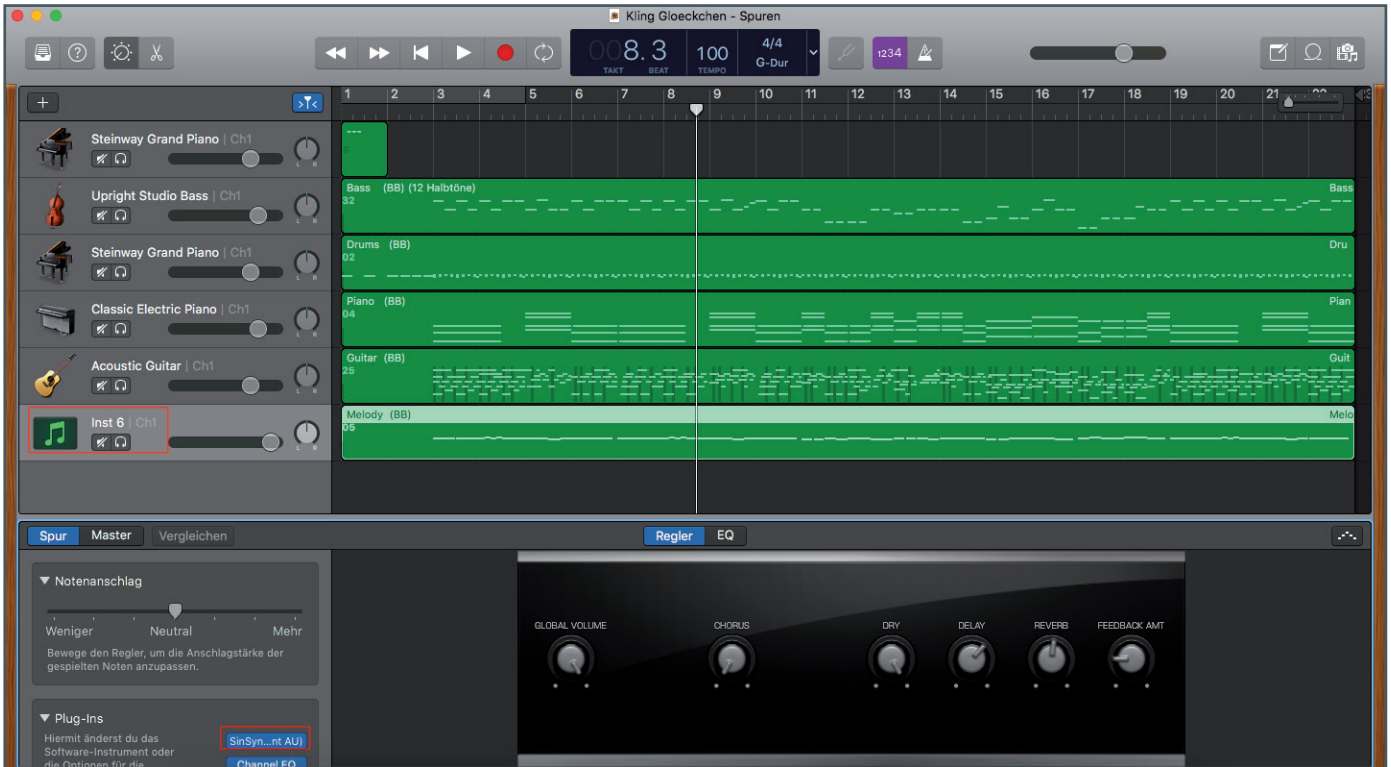 Kling Gloeckchen - Spuren
008.3 100 4/4
G-Dur
TAKT BEAT TEMPO
1234
1 2 3 4 5 6 7 8 9 10 11 12 13 14 15 16 17 18 19 20 21
Steinway Grand Piano | Ch1
L R
Upright Studio Bass | Ch1
L R
Bass (BB) (12 Halbtöne) Bass
32
Steinway Grand Piano | Ch1
L R
Drums (BB) Dru
02
Classic Electric Piano | Ch1
L R
Piano (BB) Pian
04
Acoustic Guitar | Ch1
L R
Guitar (BB) Guit
25
Inst 6 | Ch1
L R
Melody (BB) Melo
05
Spur Master Vergleichen Regler EQ
Notenanschlag
Weniger Neutral Mehr
Bewege den Regler, um die Anschlagstärke der
gespielten Noten anzupassen.
GLOBAL VOLUME CHORUS DRY DELAY REVERB FEEDBACK AMT
Plug-Ins
Hiermit änderst du das
Software-Instrument oder
die Optionen für die
SinSyn...nt AU)
Channel EQ